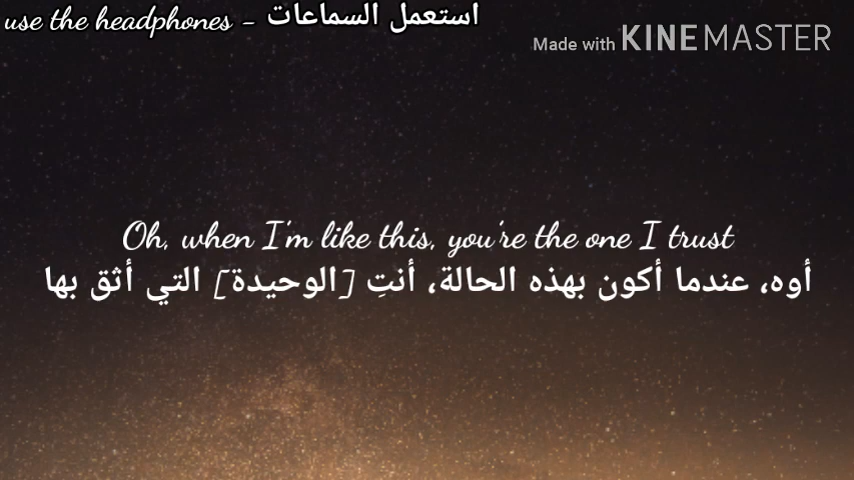 use the headphones - استعمل السماعات
Made with KINEMASTER
Oh, when I'm like this, you're the one I trust
أوه، عندما أكون بهذه الحالة، أنتِ [الوحيدة] التي أثق بها